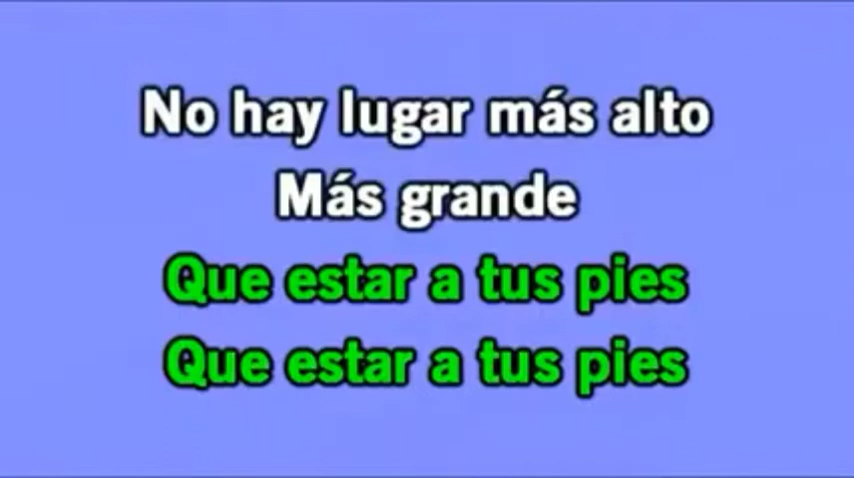 No hay lugar más alto
Más grande
Que estar a tus pies
Que estar a tus pies